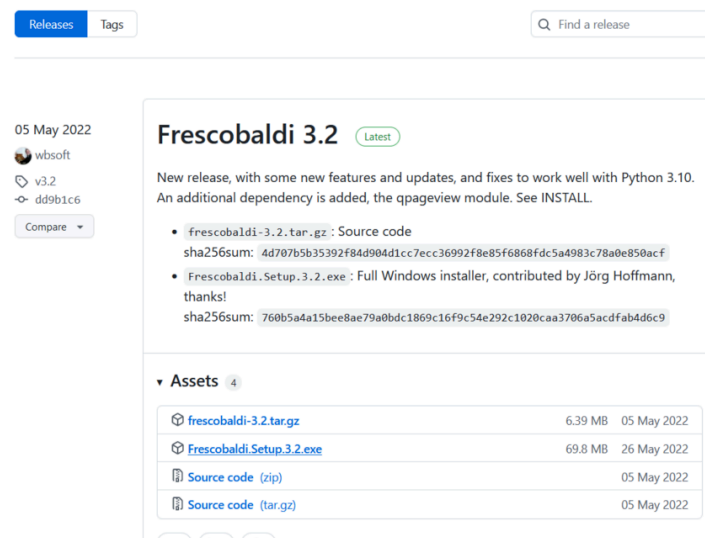 Releases
Tags
Find a release
05 May 2022
wbsoft
v3.2
dd9b1c6
Compare
Frescobaldi 3.2
Latest
New release, with some new features and updates, and fixes to work well with Python 3.10.
An additional dependency is added, the qpageview module. See INSTALL.
• frescobaldi-3.2.tar.gz : Source code
sha256sum: 4d707b5b35392f84d904d1cc7ecc36992f8e85f6868fdc5a4983c78a0e850acf
• Frescobaldi.Setup.3.2.exe : Full Windows installer, contributed by Jörg Hoffmann,
thanks!
sha256sum: 760b5a4a15bee8ae79a0bdc1869c16f9c54e292c1020caa3706a5acdfab4d6c9
Assets 4
frescobaldi-3.2.tar.gz 6.39 MB 05 May 2022
Frescobaldi.Setup.3.2.exe 69.8 MB 26 May 2022
Source code (zip) 05 May 2022
Source code (tar.gz) 05 May 2022